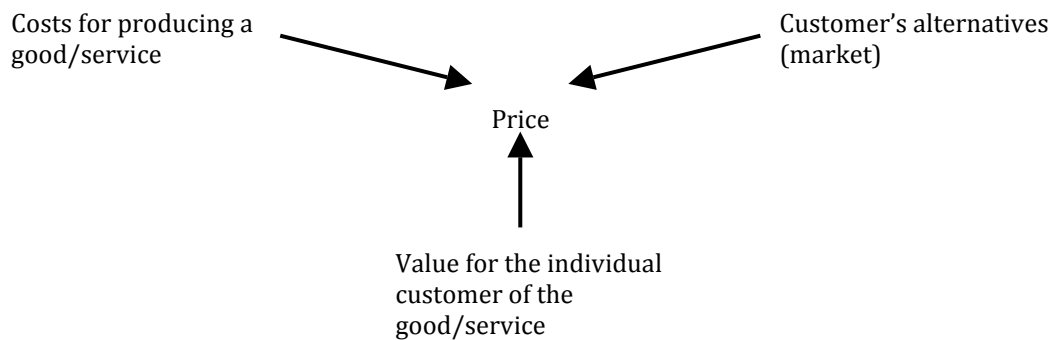 Costs for producing a
good/service
Customer’s alternatives
(market)
Price
Value for the individual
customer of the
good/service